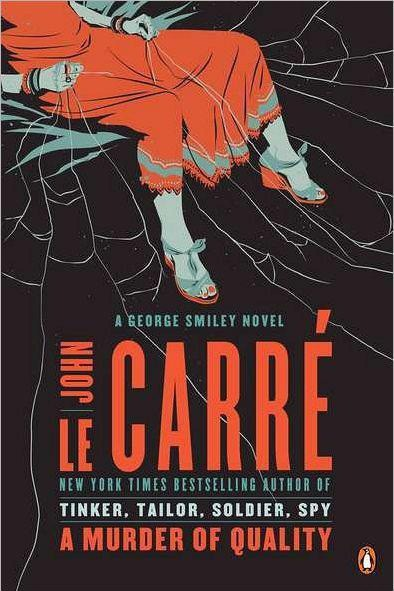 A GEORGE SMILEY NOVEL
JOHN
LE CARRÉ
NEW YORK TIMES BESTSELLING AUTHOR OF
TINKER, TAILOR, SOLDIER, SPY
A MURDER OF QUALITY